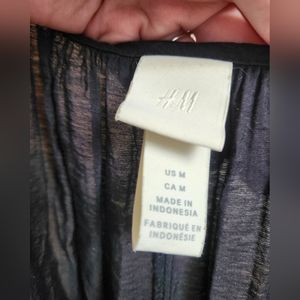 H&M
US M
CA M
MADE IN
INDONESIA
FABRIQUÉ EN
INDONÉSIE